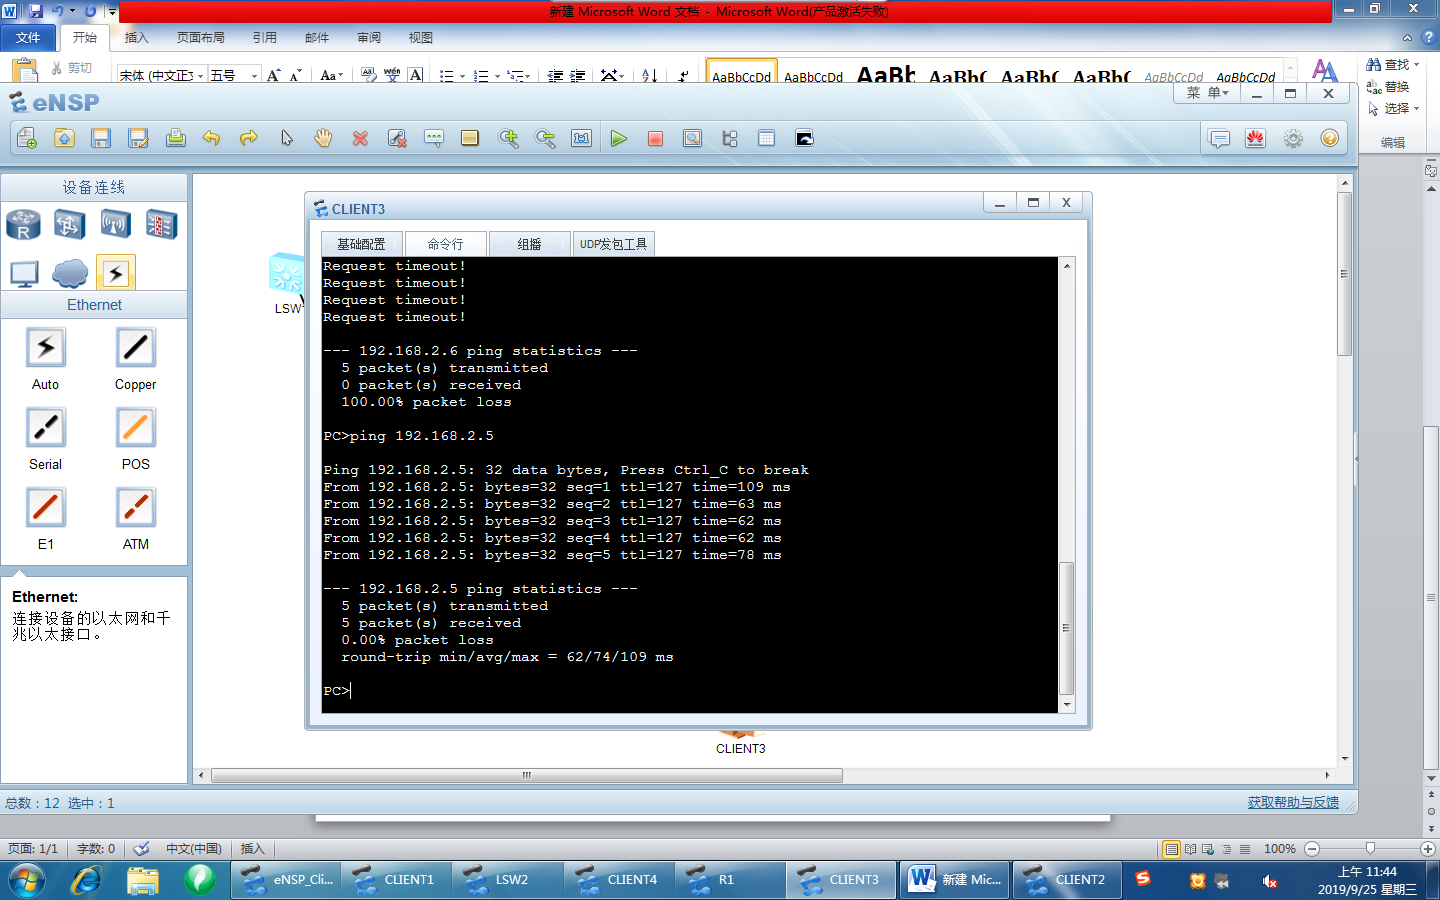 新建 Microsoft Word 文档 - Microsoft Word(产品激活失败)
文件 开始 插入 页面布局 引用 邮件 审阅 视图
剪切
宋体 (中文正文 五号
AaBbCcDd AaBbCcDd AaBb AaBb( AaBb( AaBb( AaBbCcDd AaBbCcDd
查找
替换
选择
编辑
eNSP
菜 单
设备连线
Ethernet
Auto Copper
Serial POS
E1 ATM
Ethernet:
连接设备的以太网和千
兆以太接口。
LSW
CLIENT3
基础配置 命令行 组播 UDP发包工具
Request timeout!
Request timeout!
Request timeout!
Request timeout!
--- 192.168.2.6 ping statistics ---
5 packet(s) transmitted
0 packet(s) received
100.00% packet loss
PC>ping 192.168.2.5
Ping 192.168.2.5: 32 data bytes, Press Ctrl_C to break
From 192.168.2.5: bytes=32 seq=1 ttl=127 time=109 ms
From 192.168.2.5: bytes=32 seq=2 ttl=127 time=63 ms
From 192.168.2.5: bytes=32 seq=3 ttl=127 time=62 ms
From 192.168.2.5: bytes=32 seq=4 ttl=127 time=62 ms
From 192.168.2.5: bytes=32 seq=5 ttl=127 time=78 ms
--- 192.168.2.5 ping statistics ---
5 packet(s) transmitted
5 packet(s) received
0.00% packet loss
round-trip min/avg/max = 62/74/109 ms
PC>
CLIENT3
总数：12 选中：1
获取帮助与反馈
页面: 1/1 字数: 0 中文(中国) 插入
100%
eNSP_Cli... CLIENT1 LSW2 CLIENT4 R1 CLIENT3 新建 Mic... CLIENT2
上午 11:44
2019/9/25 星期三